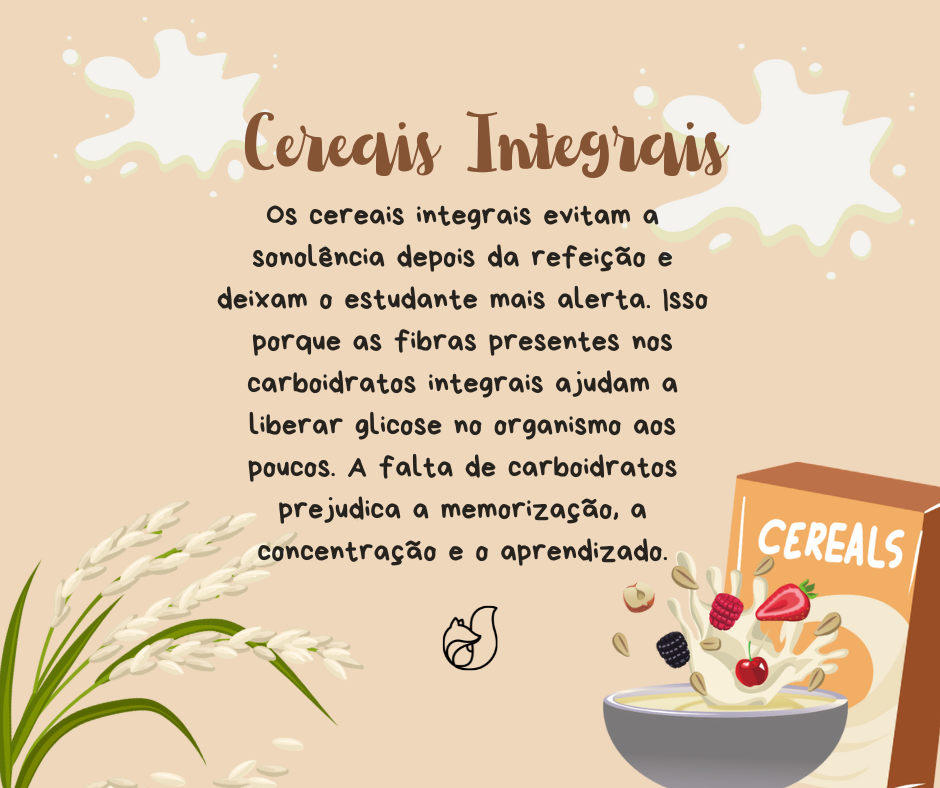 Cereais Integrais
Os cereais integrais evitam a
sonolência depois da refeição e
deixam o estudante mais alerta. Isso
porque as fibras presentes nos
carboidratos integrais ajudam a
liberar glicose no organismo aos
poucos. A falta de carboidratos
prejudica a memorização, a
concentração e o aprendizado.
CEREALS